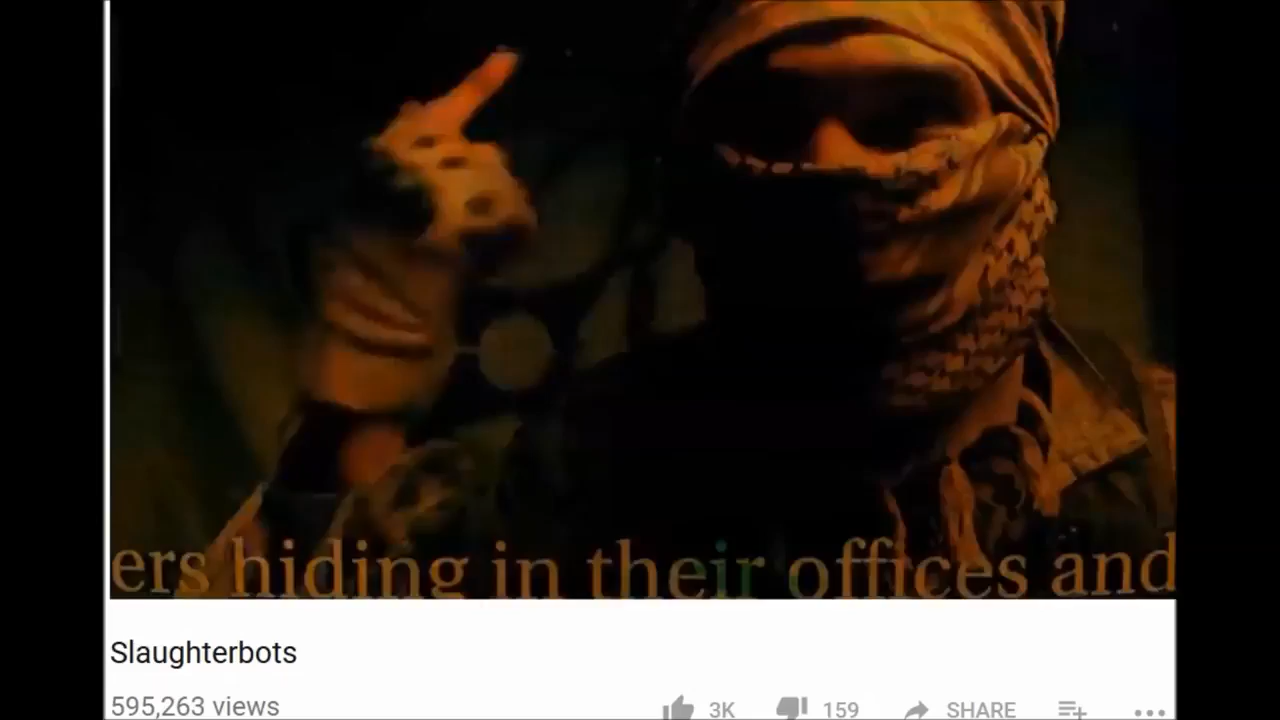 ers hiding in their offices and
Slaughterbots
595,263 views
3K 159 SHARE